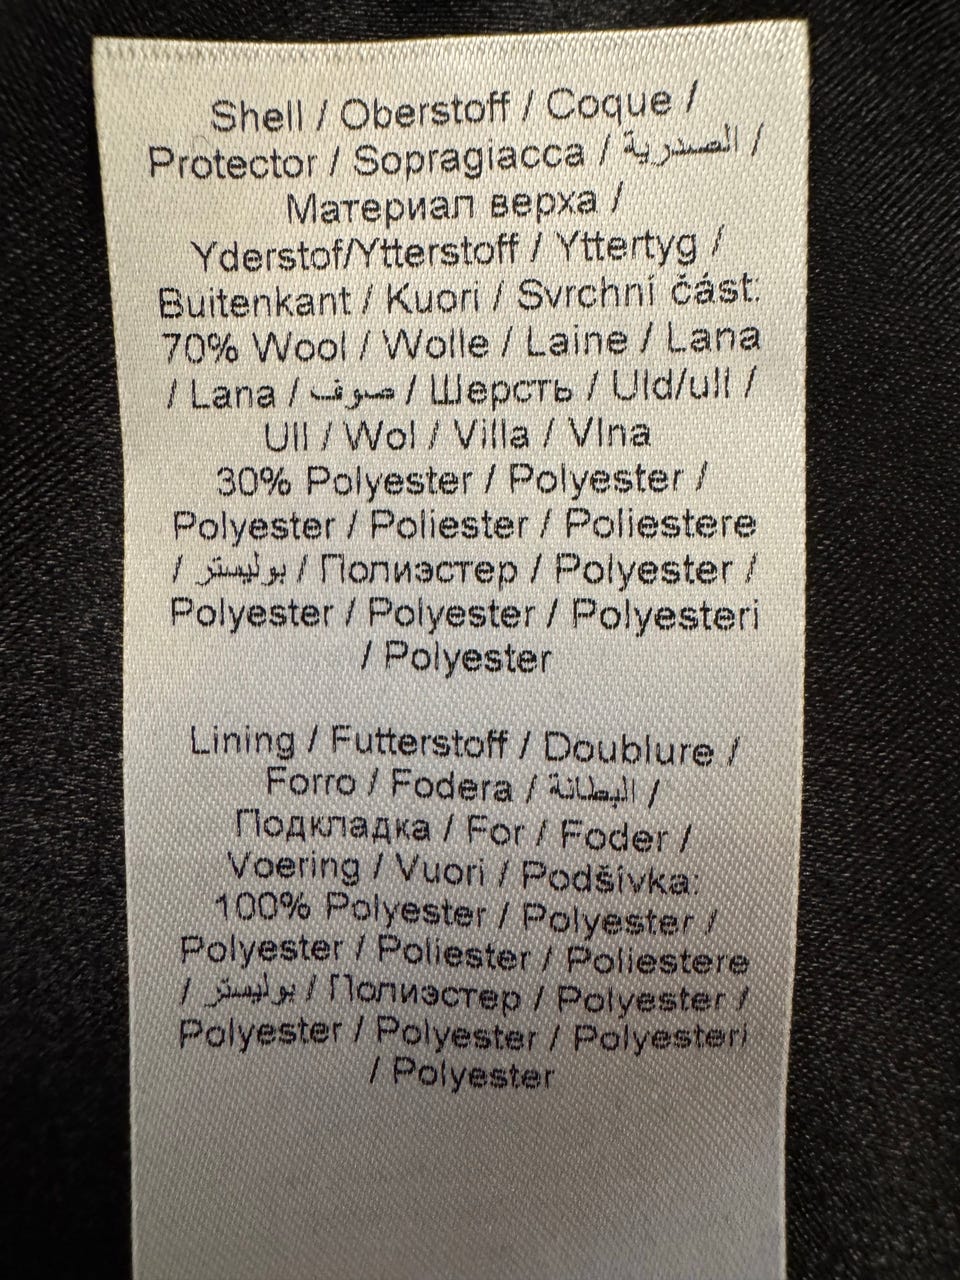 Shell / Oberstoff / Coque /
Protector / Sopragiacca / الصدرية /
Материал верха /
Yderstof/Ytterstoff / Yttertyg /
Buitenkant / Kuori / Svrchní část:
70% Wool / Wolle / Laine / Lana
/ Lana / صوف / Шерсть / Uld/ull /
Ull / Wol / Villa / Vlna
30% Polyester / Polyester /
Polyester / Poliester / Poliestere
/ بوليستر / Полиэстер / Polyester /
Polyester / Polyester / Polyesteri
/ Polyester
Lining / Futterstoff / Doublure /
Forro / Fodera / البطانة /
Подкладка / For / Foder /
Voering / Vuori / Podšívka:
100% Polyester / Polyester /
Polyester / Poliester / Poliestere
/ بوليستر / Полиэстер / Polyester /
Polyester / Polyester / Polyesteri
/ Polyester